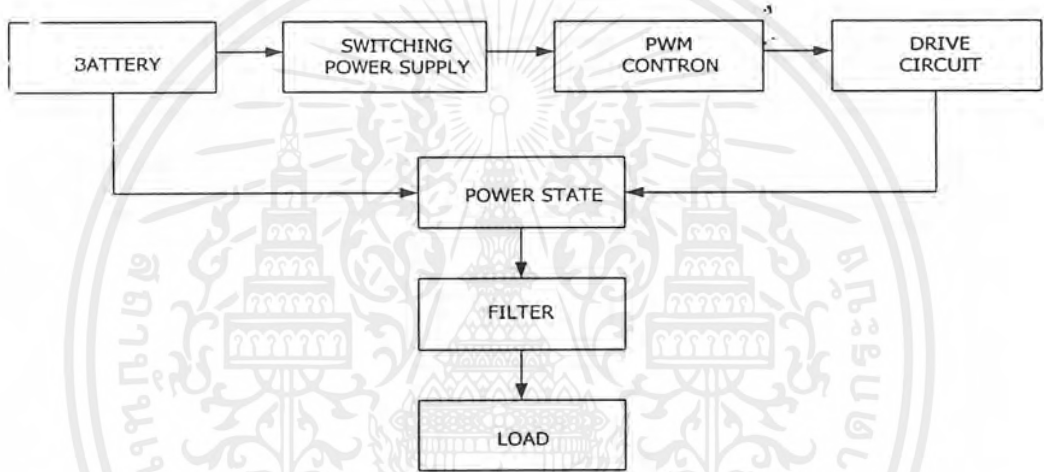 BATTERY
SWITCHING
POWER SUPPLY
PWM
CONTRON
DRIVE
CIRCUIT
POWER STATE
FILTER
LOAD